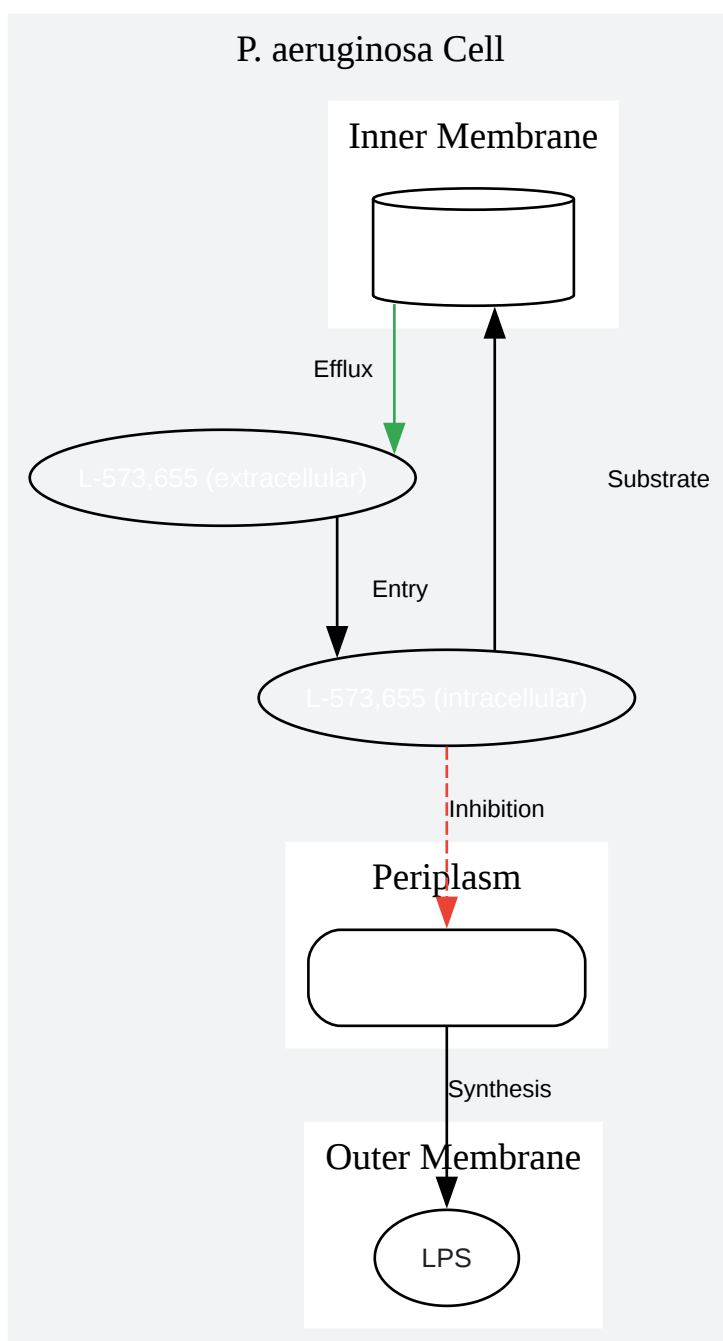 P. aeruginosa Cell
Inner Membrane
Efflux
L-573,655 (extracellular)
Substrate
Entry
L-573,655 (intracellular)
Inhibition
Periplasm
Synthesis
Outer Membrane
LPS